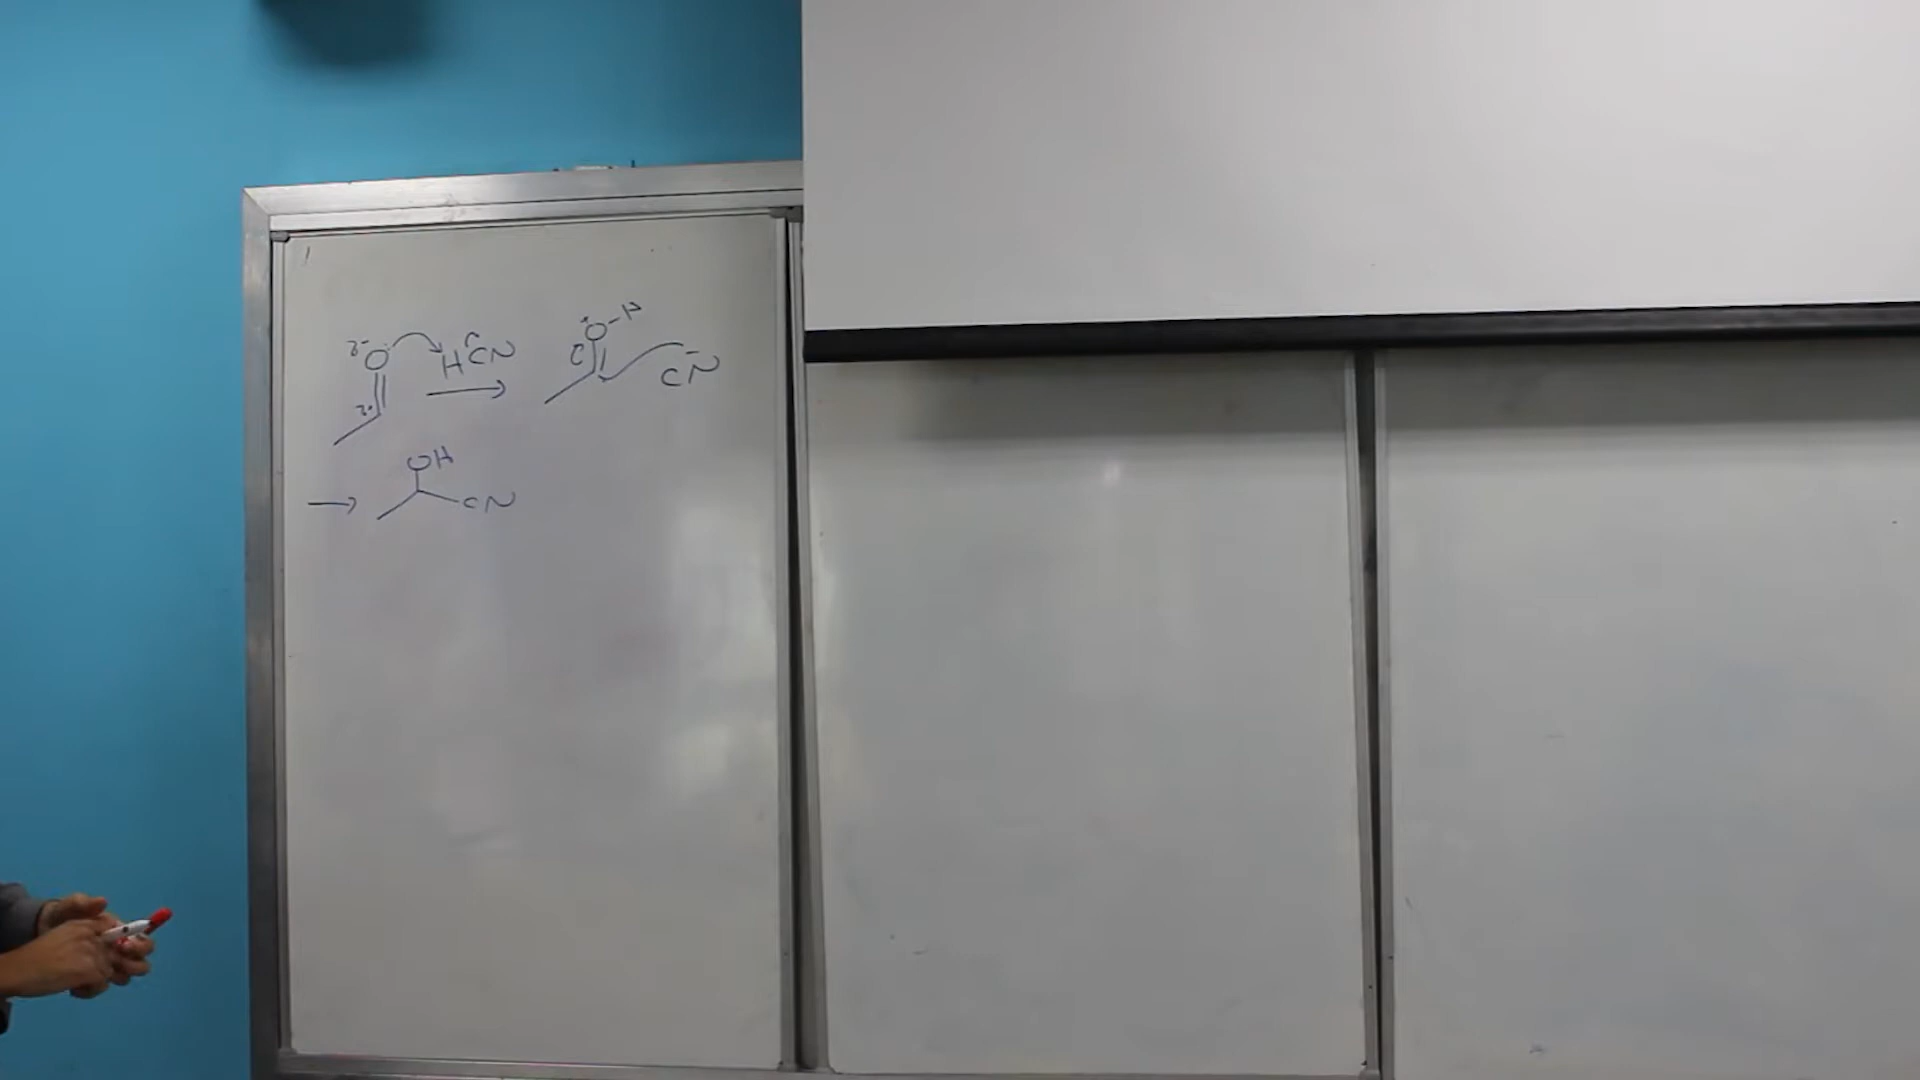 δ- O HCN O-H
δ+ CN-
OH
CN